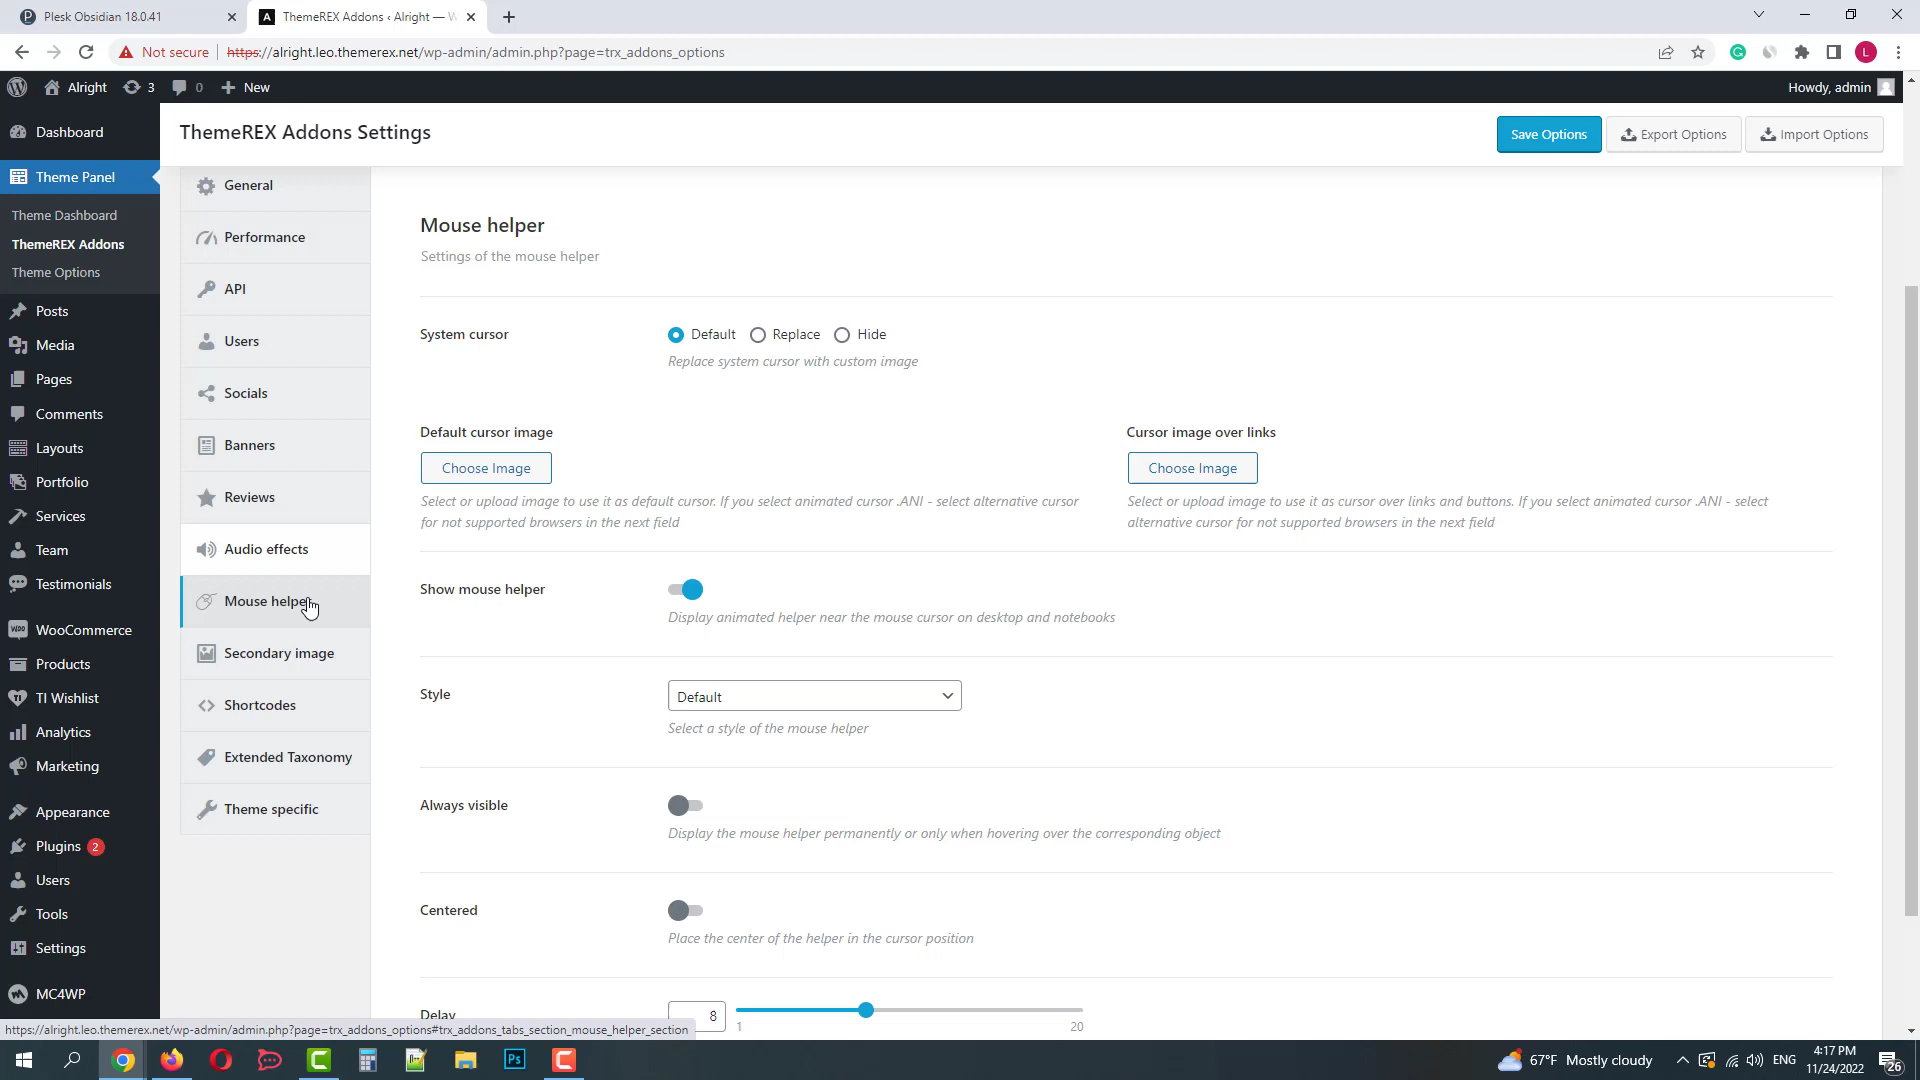 Plesk Obsidian 18.0.41
ThemeREX Addons ‹ Alright — W
Not secure
https://alright.leo.themerex.net/wp-admin/admin.php?page=trx_addons_options
L
Alright
3
0
New
Howdy, admin
Dashboard
Theme Panel
Theme Dashboard
ThemeREX Addons
Theme Options
Posts
Media
Pages
Comments
Layouts
Portfolio
Services
Team
Testimonials
WooCommerce
Products
TI Wishlist
Analytics
Marketing
Appearance
Plugins 2
Users
Tools
Settings
MC4WP
ThemeREX Addons Settings
Save Options
Export Options
Import Options
General
Performance
API
Users
Socials
Banners
Reviews
Audio effects
Mouse helper
Secondary image
Shortcodes
Extended Taxonomy
Theme specific
Mouse helper
Settings of the mouse helper
System cursor
Default Replace Hide
Replace system cursor with custom image
Default cursor image
Choose Image
Select or upload image to use it as default cursor. If you select animated cursor .ANI - select alternative cursor
for not supported browsers in the next field
Cursor image over links
Choose Image
Select or upload image to use it as cursor over links and buttons. If you select animated cursor .ANI - select
alternative cursor for not supported browsers in the next field
Show mouse helper
Display animated helper near the mouse cursor on desktop and notebooks
Style
Default
Select a style of the mouse helper
Always visible
Display the mouse helper permanently or only when hovering over the corresponding object
Centered
Place the center of the helper in the cursor position
Delay
8
1
20
https://alright.leo.themerex.net/wp-admin/admin.php?page=trx_addons_options#trx_addons_tabs_section_mouse_helper_section
Ps
67°F Mostly cloudy
ENG
4:17 PM
11/24/2022
26